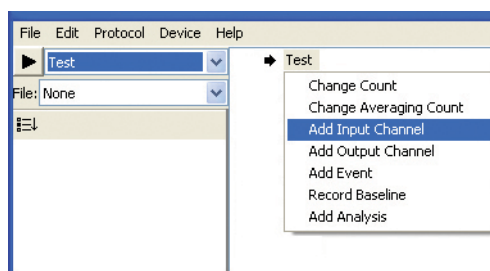 File Edit Protocol Device Help
Test
Test
File: None
Change Count
Change Averaging Count
Add Input Channel
Add Output Channel
Add Event
Record Baseline
Add Analysis